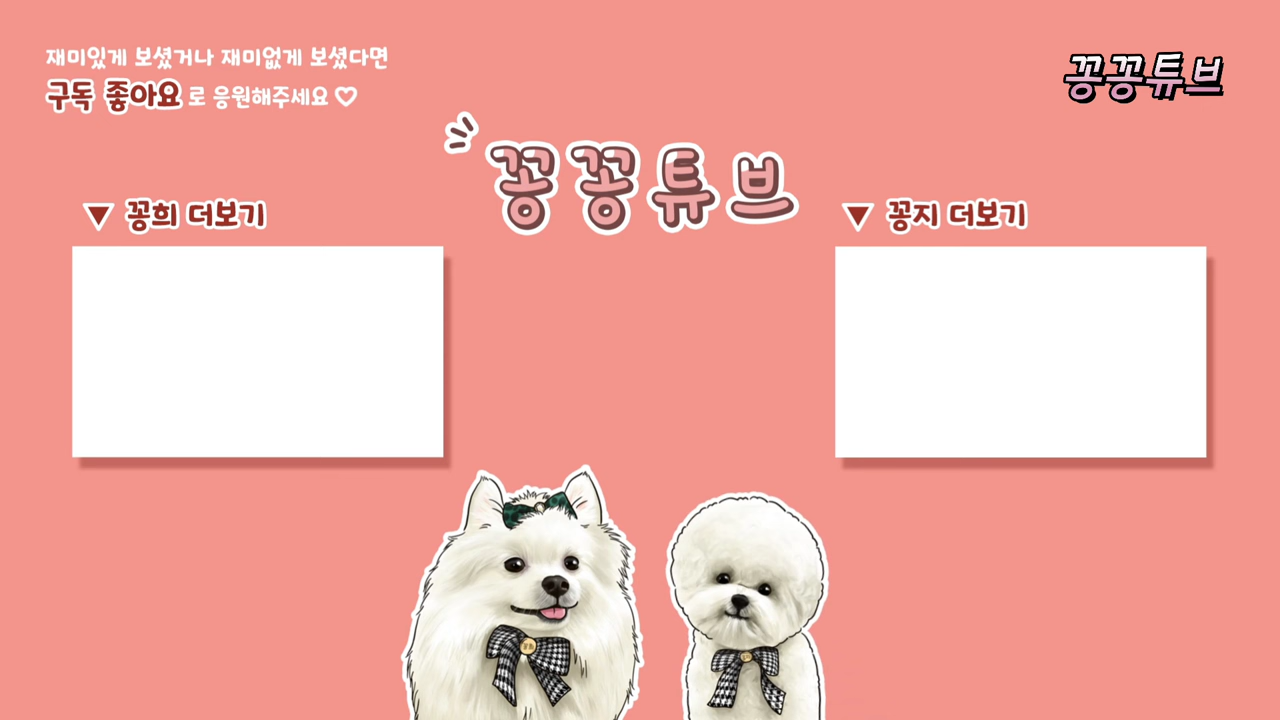 재미있게 보셨거나 재미없게 보셨다면
구독 좋아요 로 응원해주세요 ♡
꽁꽁튜브
꽁꽁튜브
▼ 꽁희 더보기
▼ 꽁지 더보기